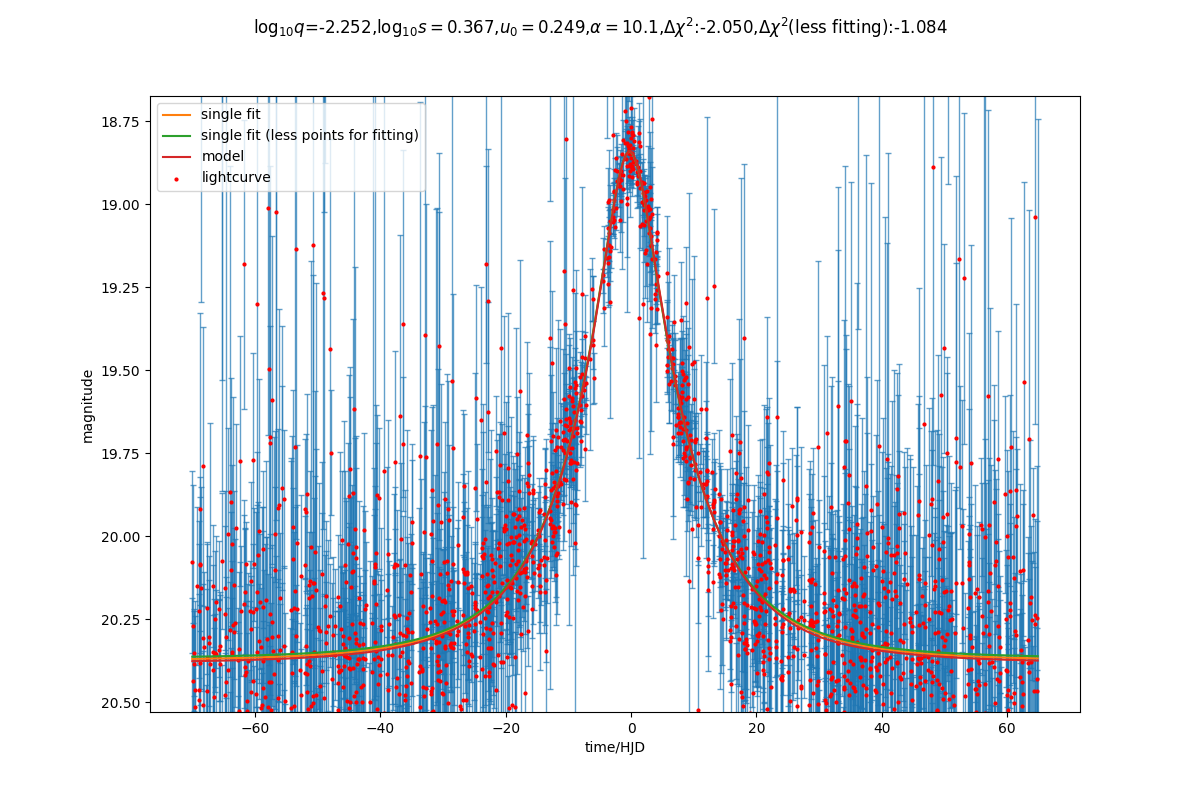 log₁₀q=-2.252,log₁₀s = 0.367,u₀ = 0.249,α = 10.1,Δχ²:-2.050,Δχ²(less fitting):-1.084
single fit
single fit (less points for fitting)
model
lightcurve
18.75
19.00
19.25
19.50
19.75
20.00
20.25
20.50
magnitude
−60
−40
−20
0
20
40
60
time/HJD